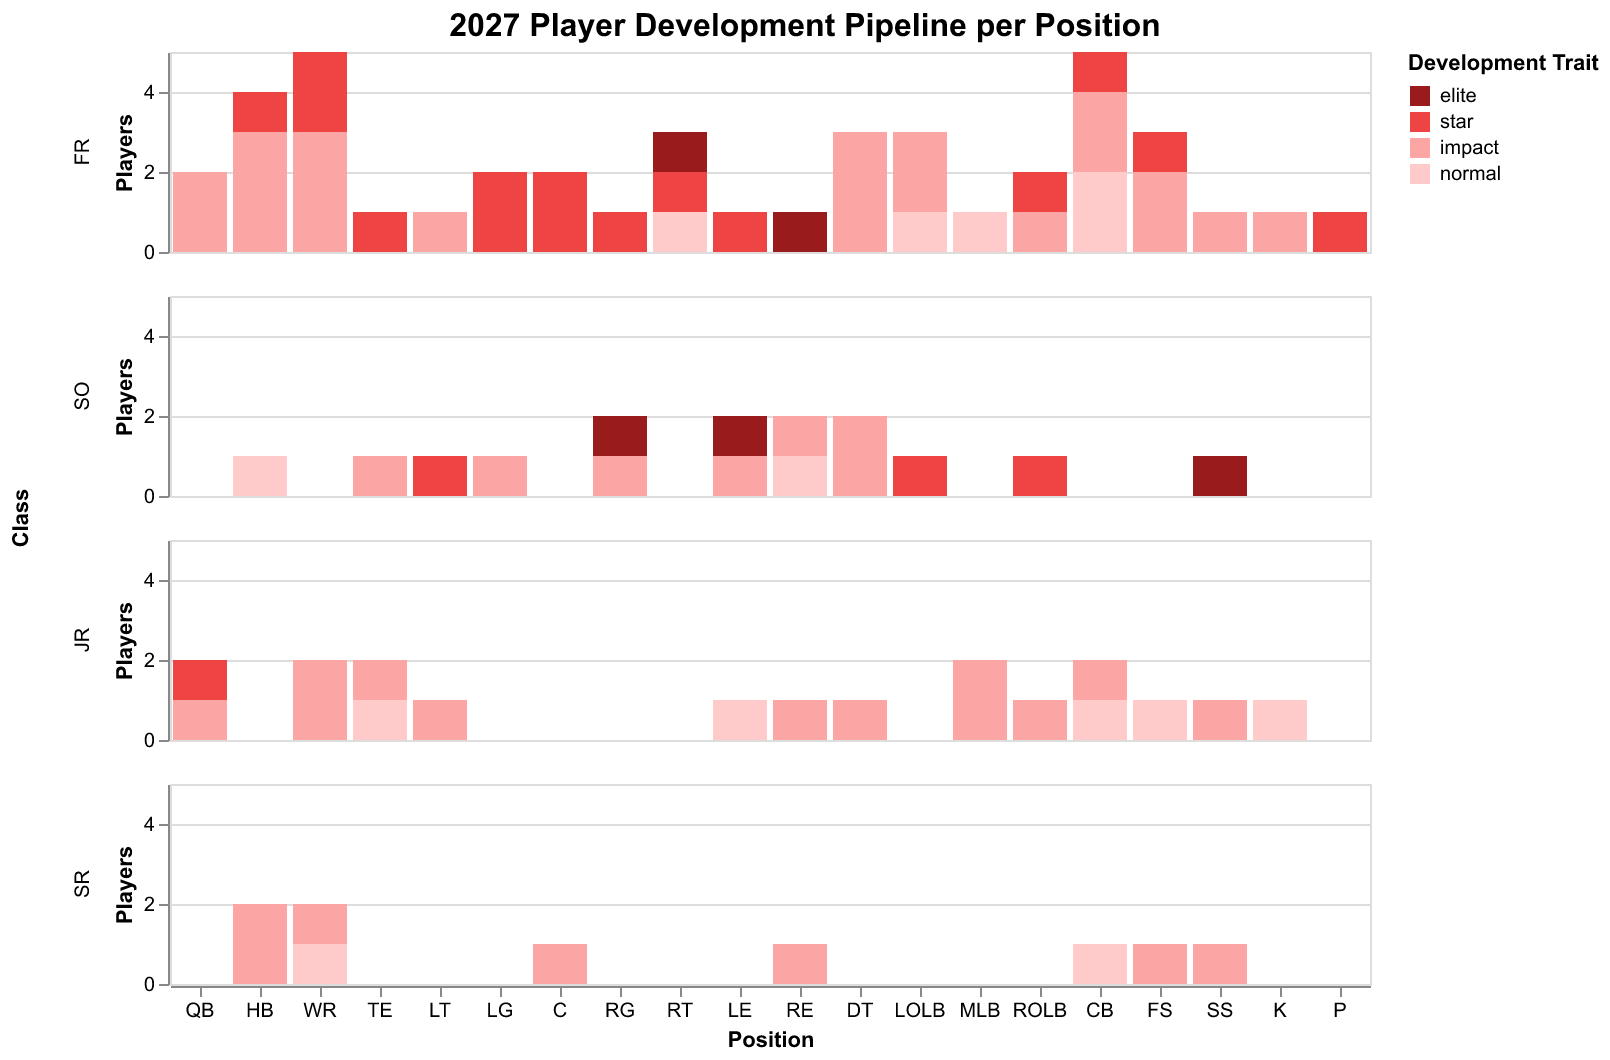 2027 Player Development Pipeline per Position
Development Trait
elite
star
impact
normal
Class
FR
Players
4
2
0
SO
Players
4
2
0
JR
Players
4
2
0
SR
Players
4
2
0
QB HB WR TE LT LG C RG RT LE RE DT LOLB MLB ROLB CB FS SS K P
Position